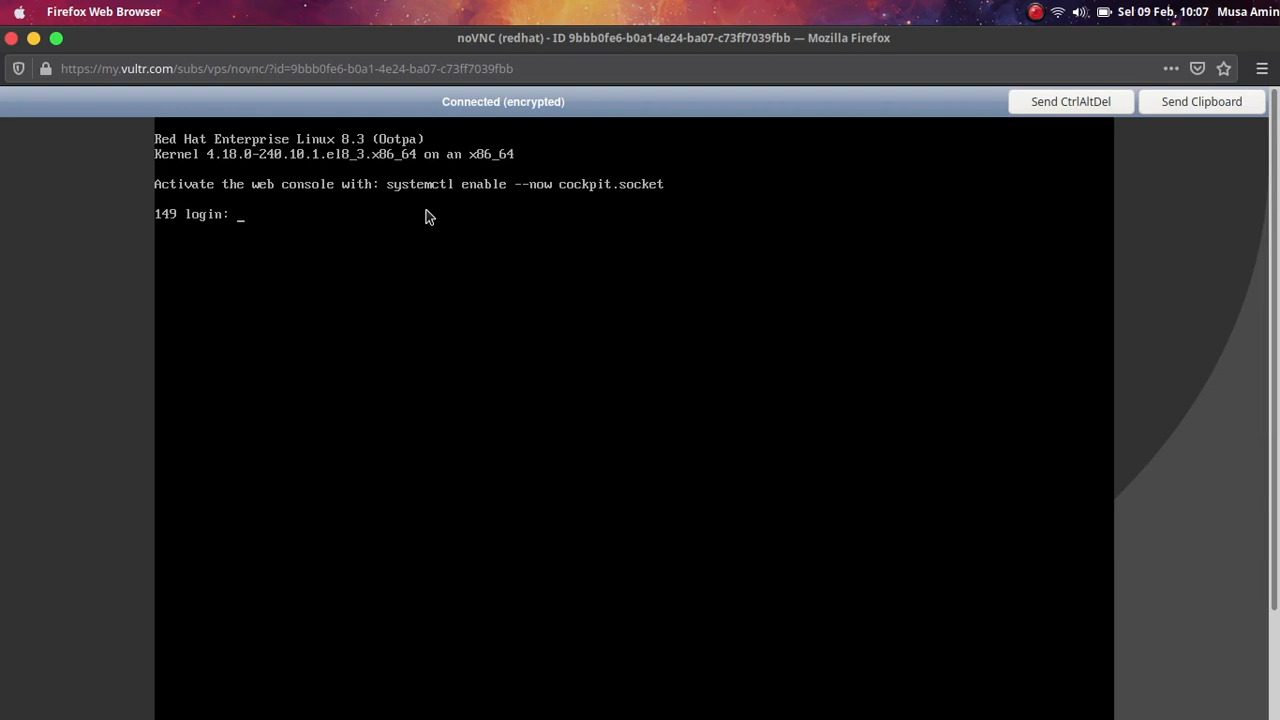 Firefox Web Browser
Sel 09 Feb, 10:07 Musa Amin
noVNC (redhat) - ID 9bbb0fe6-b0a1-4e24-ba07-c73ff7039fbb — Mozilla Firefox
https://my.vultr.com/subs/vps/novnc/?id=9bbb0fe6-b0a1-4e24-ba07-c73ff7039fbb
Connected (encrypted)
Send CtrlAltDel
Send Clipboard
Red Hat Enterprise Linux 8.3 (Ootpa)
Kernel 4.18.0-240.10.1.el8_3.x86_64 on an x86_64
Activate the web console with: systemctl enable --now cockpit.socket
149 login: _